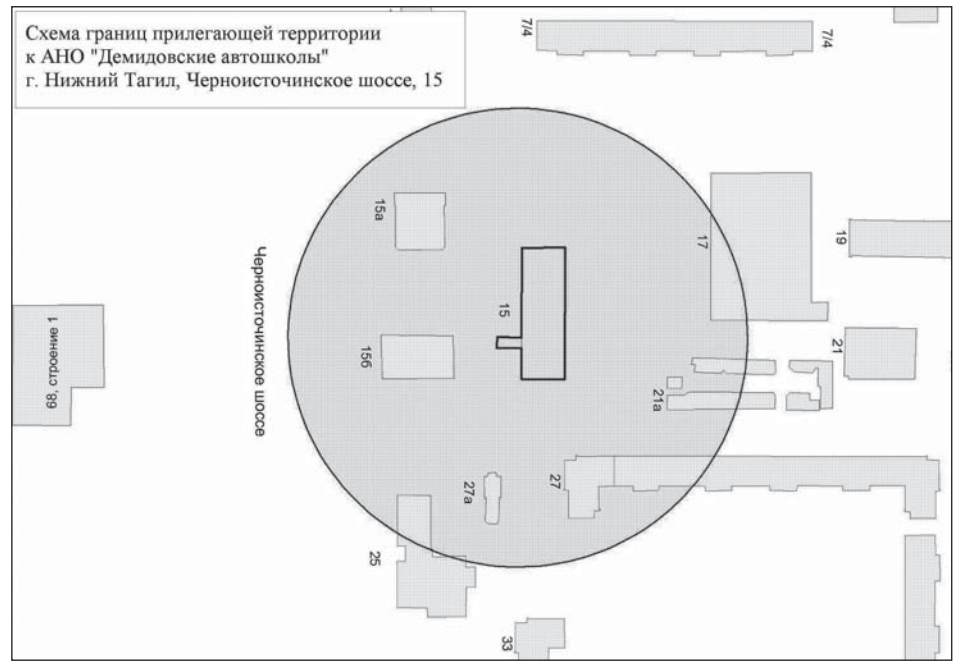 Схема границ прилегающей территории
к АНО "Демидовские автошколы"
г. Нижний Тагил, Черноисточинское шоссе, 15
7/4
7/4
15а
17
19
Черноисточинское шоссе
15
68, строение 1
15б
21
21а
27а
27
25
33